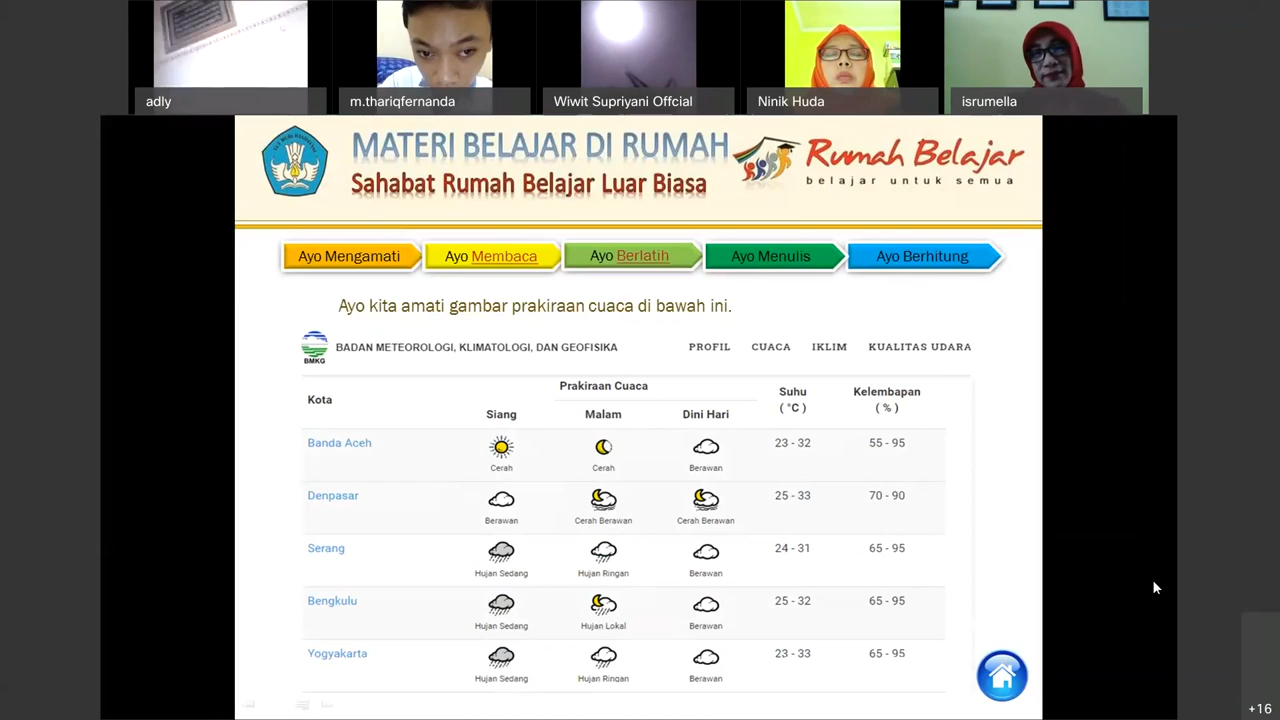 adly
m.thariqfernanda
Wiwit Supriyani Offcial
Ninik Huda
isrumella
MATERI BELAJAR DI RUMAH
Sahabat Rumah Belajar Luar Biasa
Rumah Belajar
belajar untuk semua
Ayo Mengamati
Ayo Membaca
Ayo Berlatih
Ayo Menulis
Ayo Berhitung
Ayo kita amati gambar prakiraan cuaca di bawah ini.
BMKG
BADAN METEOROLOGI, KLIMATOLOGI, DAN GEOFISIKA
PROFIL CUACA IKLIM KUALITAS UDARA
Kota Prakiraan Cuaca Suhu (°C) Kelembapan (%)
Siang Malam Dini Hari
Banda Aceh Cerah Cerah Berawan 23 - 32 55 - 95
Denpasar Berawan Cerah Berawan Cerah Berawan 25 - 33 70 - 90
Serang Hujan Sedang Hujan Ringan Berawan 24 - 31 65 - 95
Bengkulu Hujan Sedang Hujan Lokal Berawan 25 - 32 65 - 95
Yogyakarta Hujan Sedang Hujan Ringan Berawan 23 - 33 65 - 95
+16